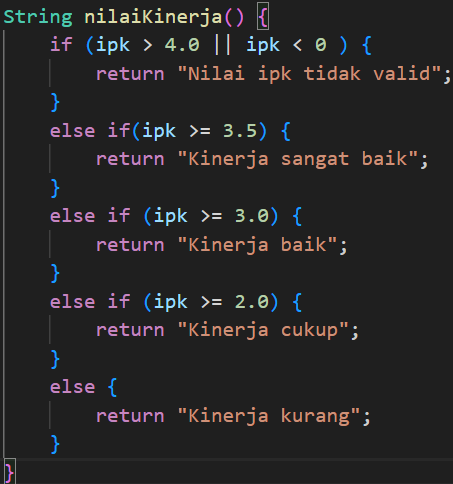 String nilaiKinerja() {
    if (ipk > 4.0 || ipk < 0 ) {
        return "Nilai ipk tidak valid";
    }
    else if(ipk >= 3.5) {
        return "Kinerja sangat baik";
    }
    else if (ipk >= 3.0) {
        return "Kinerja baik";
    }
    else if (ipk >= 2.0) {
        return "Kinerja cukup";
    }
    else {
        return "Kinerja kurang";
    }
}